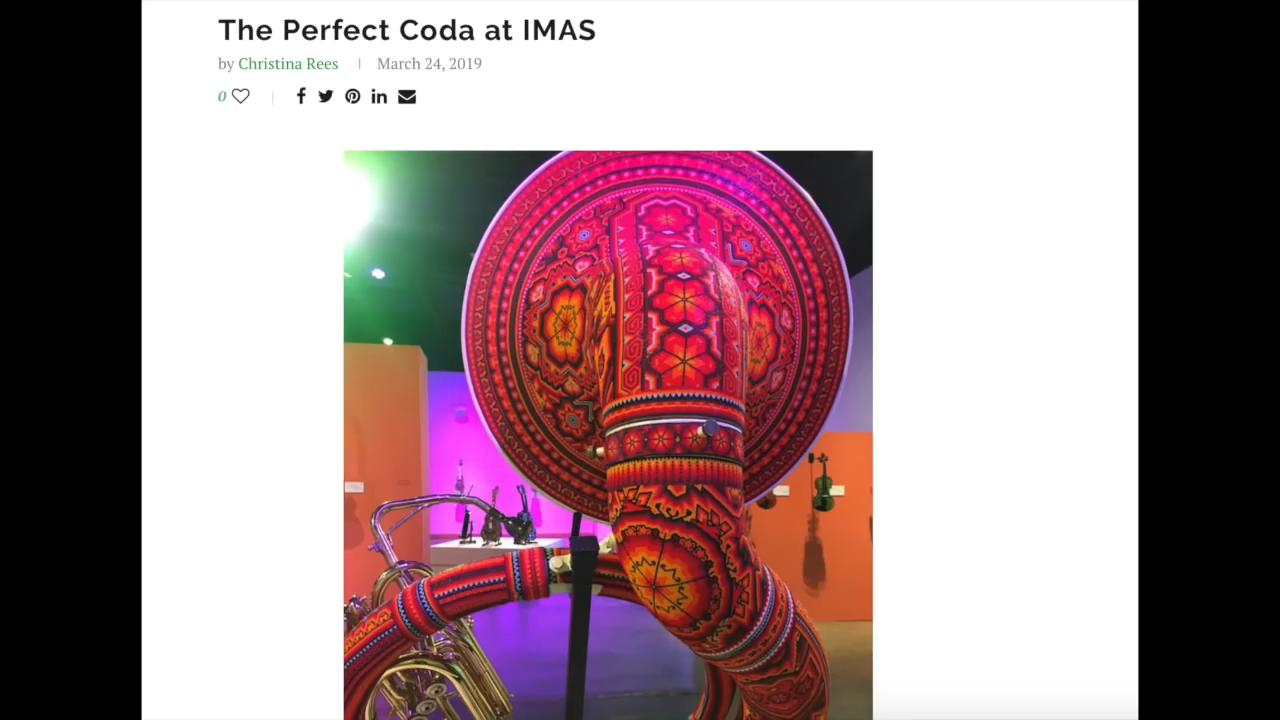 The Perfect Coda at IMAS
by Christina Rees | March 24, 2019
0